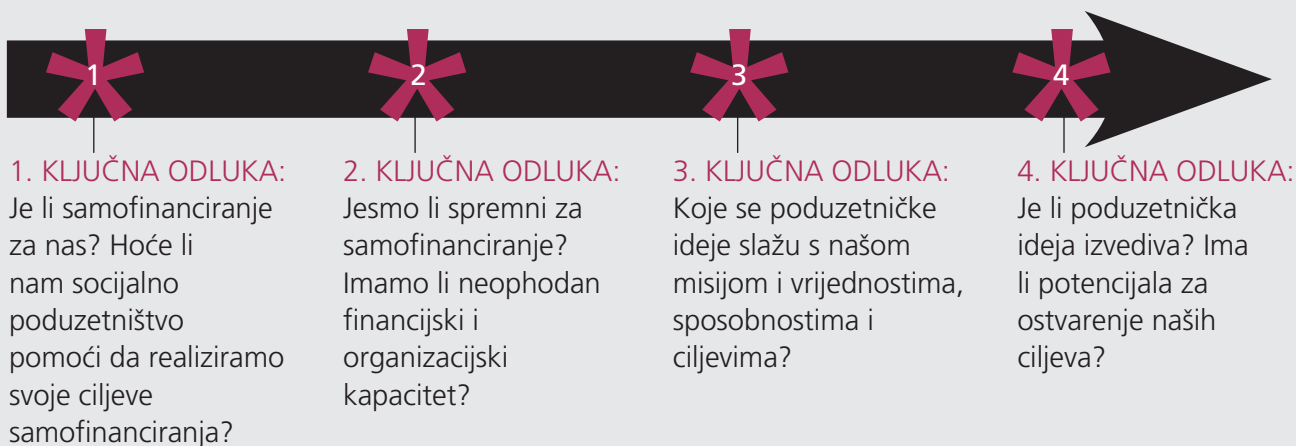 1
2
3
4
1. KLJUČNA ODLUKA:
Je li samofinanciranje
za nas? Hoće li
nam socijalno
poduzetništvo
pomoći da realiziramo
svoje ciljeve
samofinanciranja?
2. KLJUČNA ODLUKA:
Jesmo li spremni za
samofinanciranje?
Imamo li neophodan
financijski i
organizacijski
kapacitet?
3. KLJUČNA ODLUKA:
Koje se poduzetničke
ideje slažu s našom
misijom i vrijednostima,
sposobnostima i
ciljevima?
4. KLJUČNA ODLUKA:
Je li poduzetnička
ideja izvediva? Ima
li potencijala za
ostvarenje naših
ciljeva?